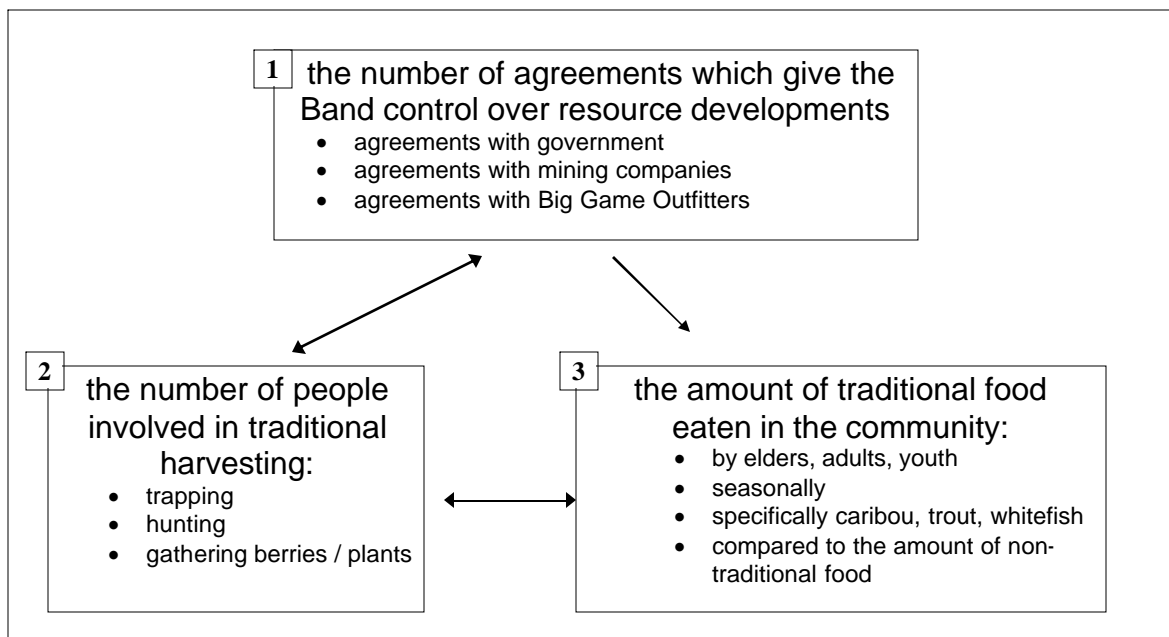 1
the number of agreements which give the
Band control over resource developments
• agreements with government
• agreements with mining companies
• agreements with Big Game Outfitters
2
the number of people
involved in traditional
harvesting:
• trapping
• hunting
• gathering berries / plants
3
the amount of traditional food
eaten in the community:
• by elders, adults, youth
• seasonally
• specifically caribou, trout, whitefish
• compared to the amount of non-
traditional food